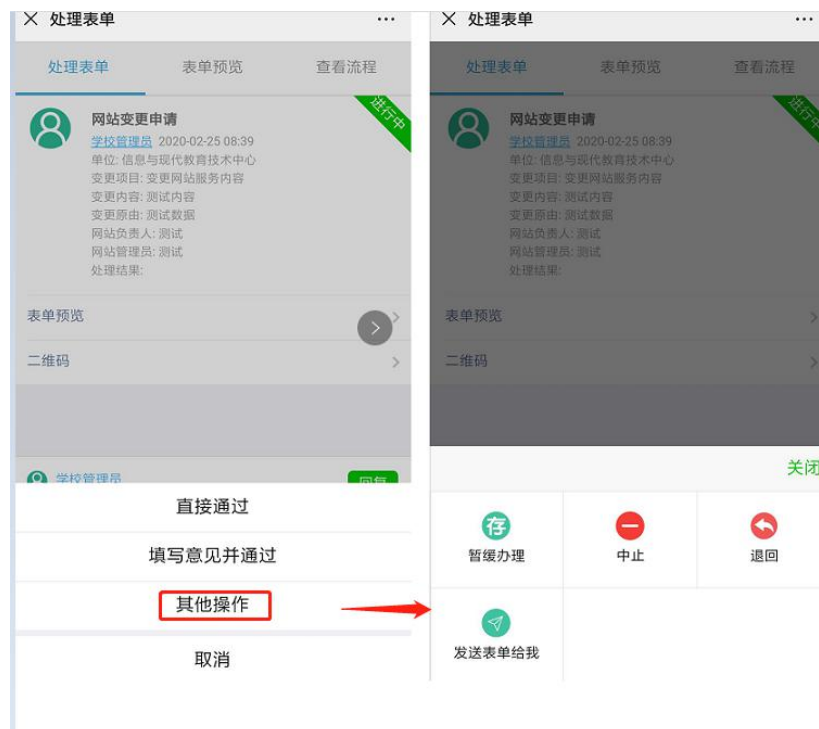 处理表单
处理表单
表单预览
查看流程
进行中
网站变更申请
学校管理员 2020-02-25 08:39
单位: 信息与现代教育技术中心
变更项目: 变更网站服务内容
变更内容: 测试内容
变更原由: 测试数据
网站负责人: 测试
网站管理员: 测试
处理结果:
表单预览
二维码
学校管理员
回复
直接通过
填写意见并通过
其他操作
取消
处理表单
处理表单
表单预览
查看流程
进行中
网站变更申请
学校管理员 2020-02-25 08:39
单位: 信息与现代教育技术中心
变更项目: 变更网站服务内容
变更内容: 测试内容
变更原由: 测试数据
网站负责人: 测试
网站管理员: 测试
处理结果:
表单预览
二维码
关闭
存
暂缓办理
中止
退回
发送表单给我